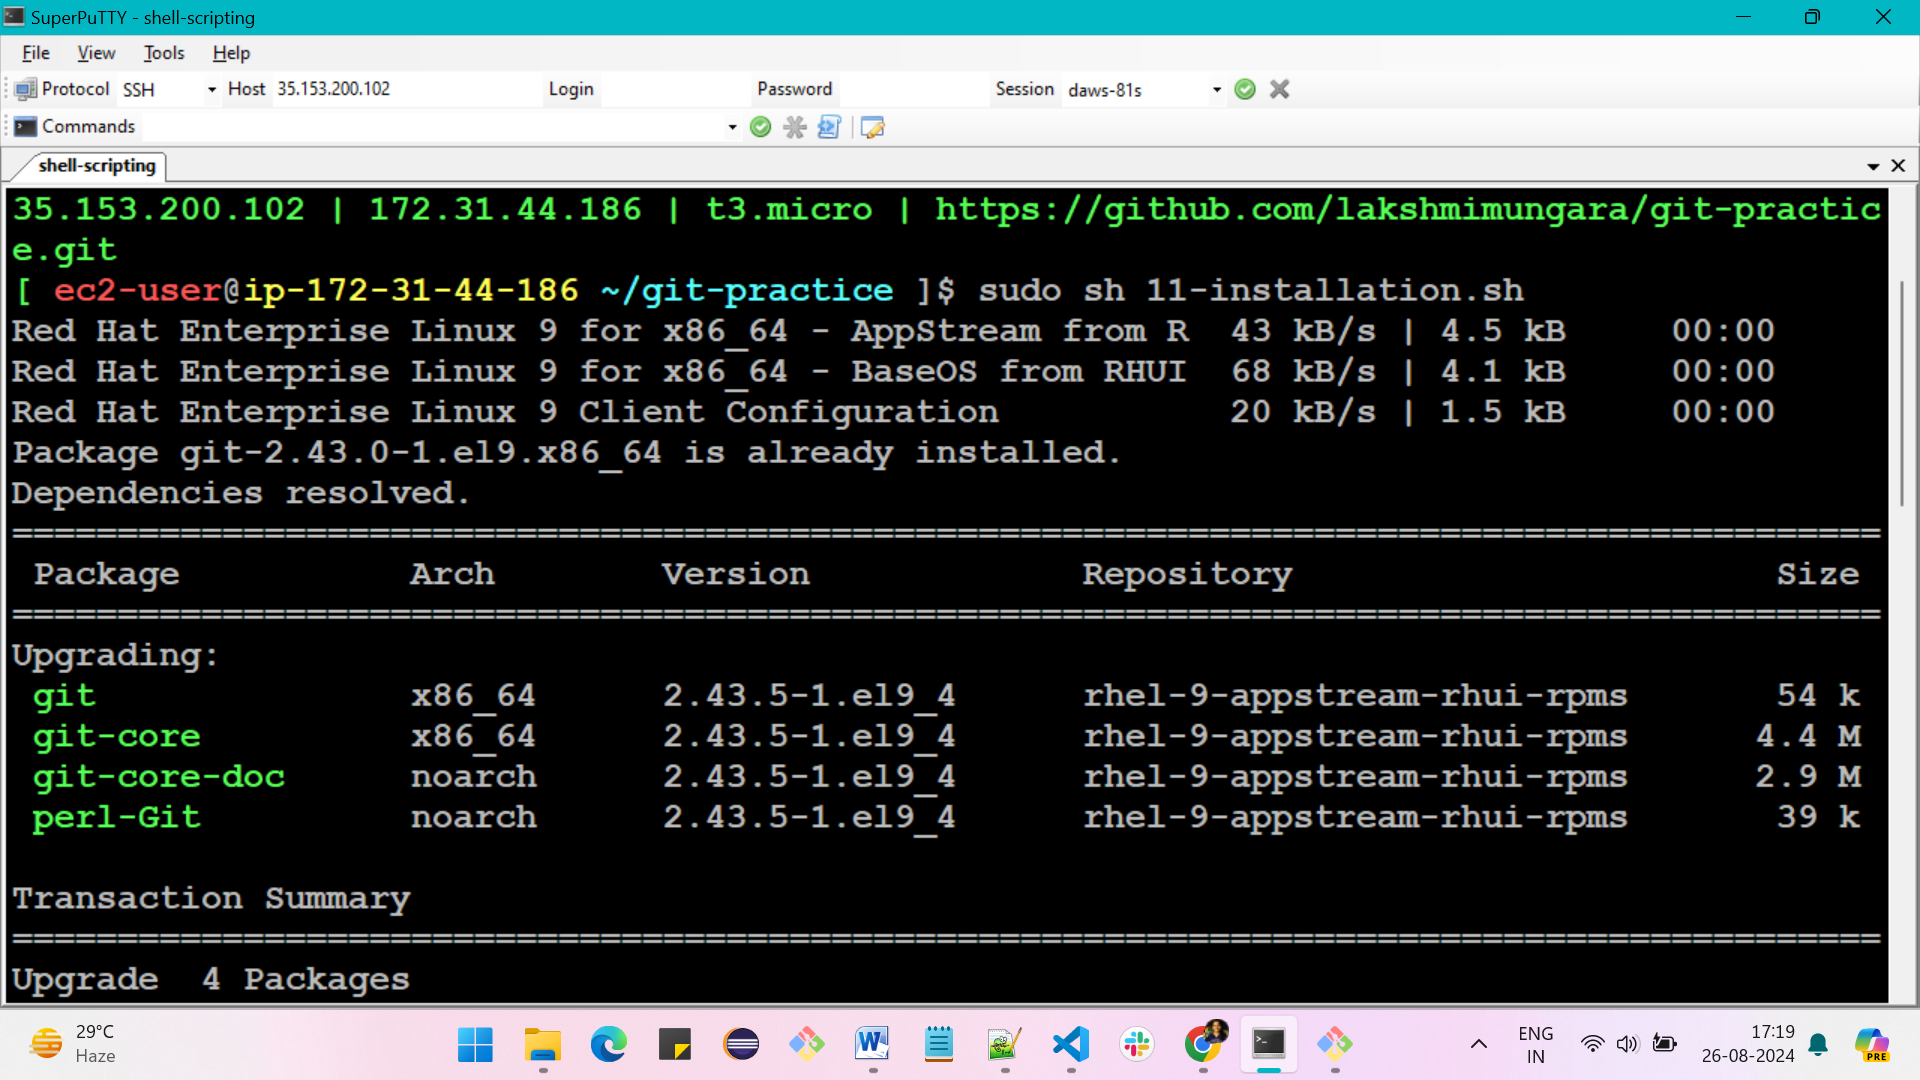 SuperPuTTY - shell-scripting
File View Tools Help
Protocol SSH Host 35.153.200.102 Login Password Session daws-81s
Commands
shell-scripting
35.153.200.102 | 172.31.44.186 | t3.micro | https://github.com/lakshmimungara/git-practic
e.git
[ ec2-user@ip-172-31-44-186 ~/git-practice ]$ sudo sh 11-installation.sh
Red Hat Enterprise Linux 9 for x86_64 - AppStream from R 43 kB/s | 4.5 kB 00:00
Red Hat Enterprise Linux 9 for x86_64 - BaseOS from RHUI 68 kB/s | 4.1 kB 00:00
Red Hat Enterprise Linux 9 Client Configuration 20 kB/s | 1.5 kB 00:00
Package git-2.43.0-1.el9.x86_64 is already installed.
Dependencies resolved.
=========================================================================================
Package Arch Version Repository Size
=========================================================================================
Upgrading:
git x86_64 2.43.5-1.el9_4 rhel-9-appstream-rhui-rpms 54 k
git-core x86_64 2.43.5-1.el9_4 rhel-9-appstream-rhui-rpms 4.4 M
git-core-doc noarch 2.43.5-1.el9_4 rhel-9-appstream-rhui-rpms 2.9 M
perl-Git noarch 2.43.5-1.el9_4 rhel-9-appstream-rhui-rpms 39 k
Transaction Summary
=========================================================================================
Upgrade 4 Packages
29°C
Haze
ENG
IN
17:19
26-08-2024
PRE